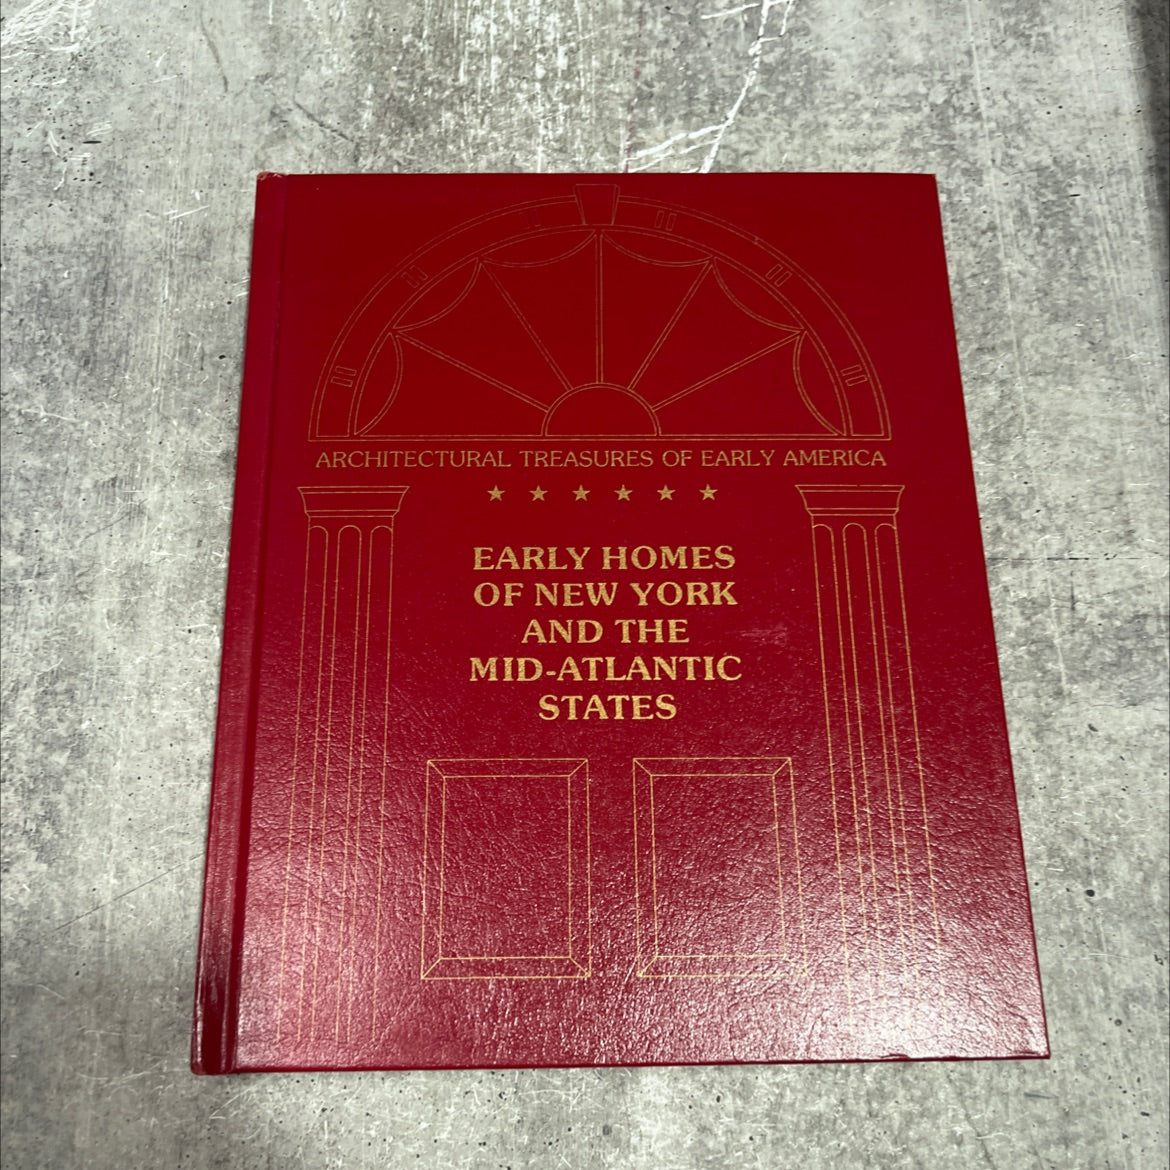 ARCHITECTURAL TREASURES OF EARLY AMERICA
EARLY HOMES
OF NEW YORK
AND THE
MID-ATLANTIC
STATES